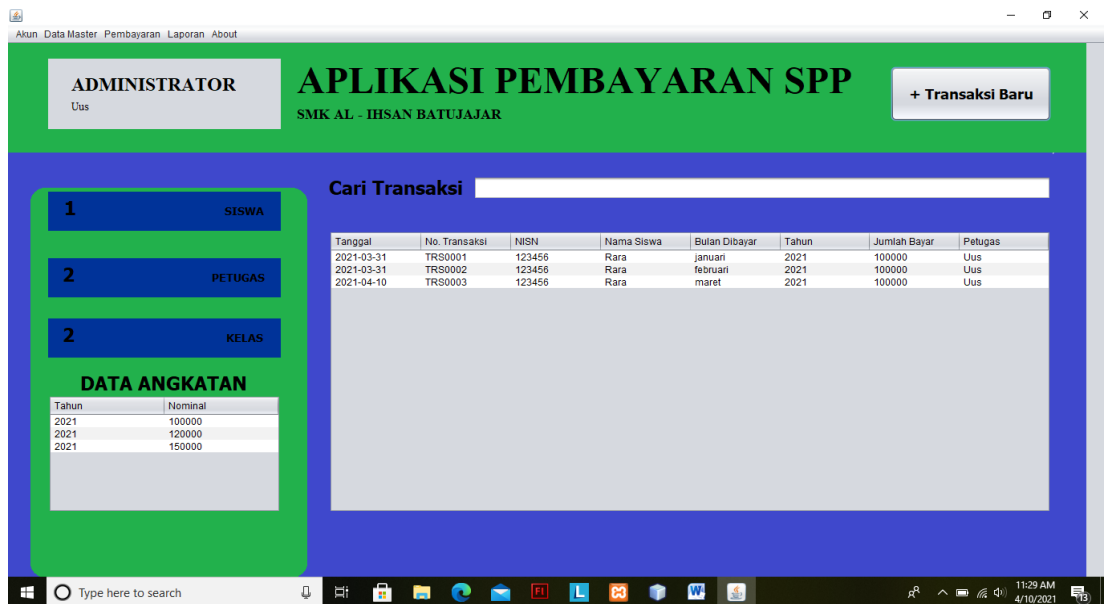 Akun Data Master Pembayaran Laporan About
ADMINISTRATOR
Uus
APLIKASI PEMBAYARAN SPP
SMK AL - IHSAN BATUJAJAR
+ Transaksi Baru
Cari Transaksi
1 SISWA
2 PETUGAS
2 KELAS
DATA ANGKATAN
Tahun Nominal
2021 100000
2021 120000
2021 150000
Tanggal No. Transaksi NISN Nama Siswa Bulan Dibayar Tahun Jumlah Bayar Petugas
2021-03-31 TRS0001 123456 Rara januari 2021 100000 Uus
2021-03-31 TRS0002 123456 Rara februari 2021 100000 Uus
2021-04-10 TRS0003 123456 Rara maret 2021 100000 Uus
Type here to search
Fl
L
W
11:29 AM
4/10/2021
13